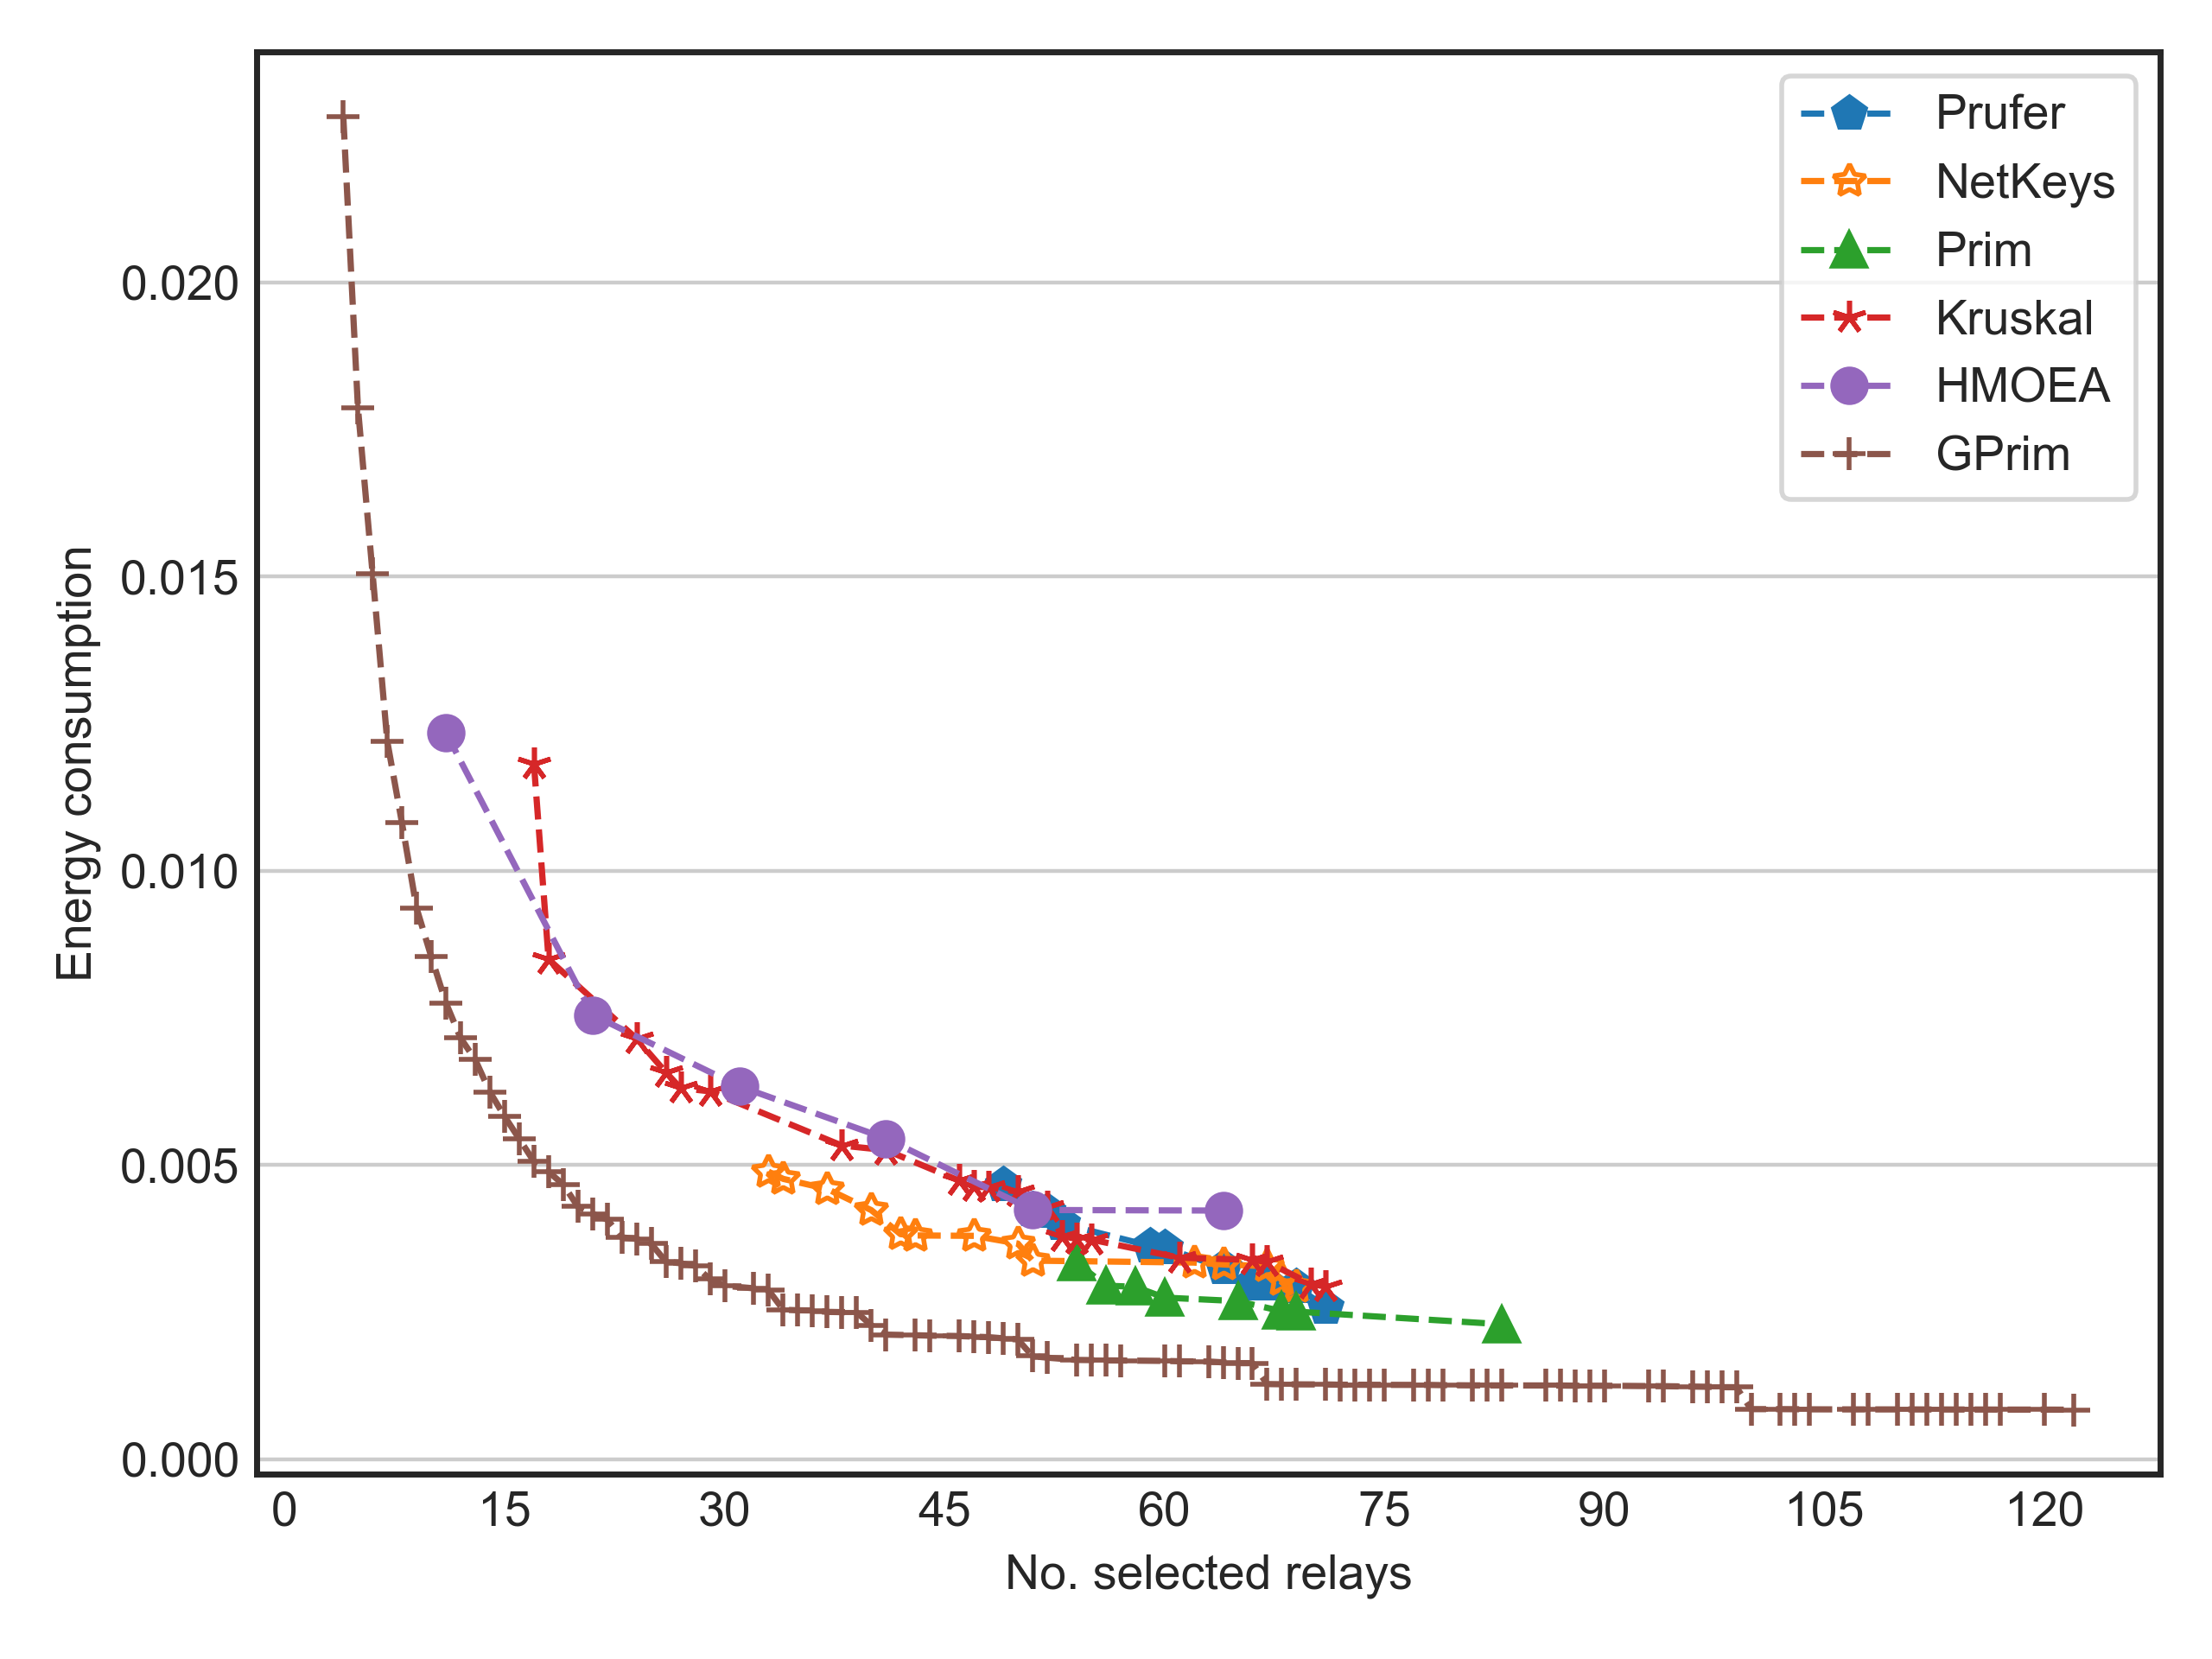 Prufer
NetKeys
Prim
Kruskal
HMOEA
GPrim
Energy consumption
0.020
0.015
0.010
0.005
0.000
0 15 30 45 60 75 90 105 120
No. selected relays